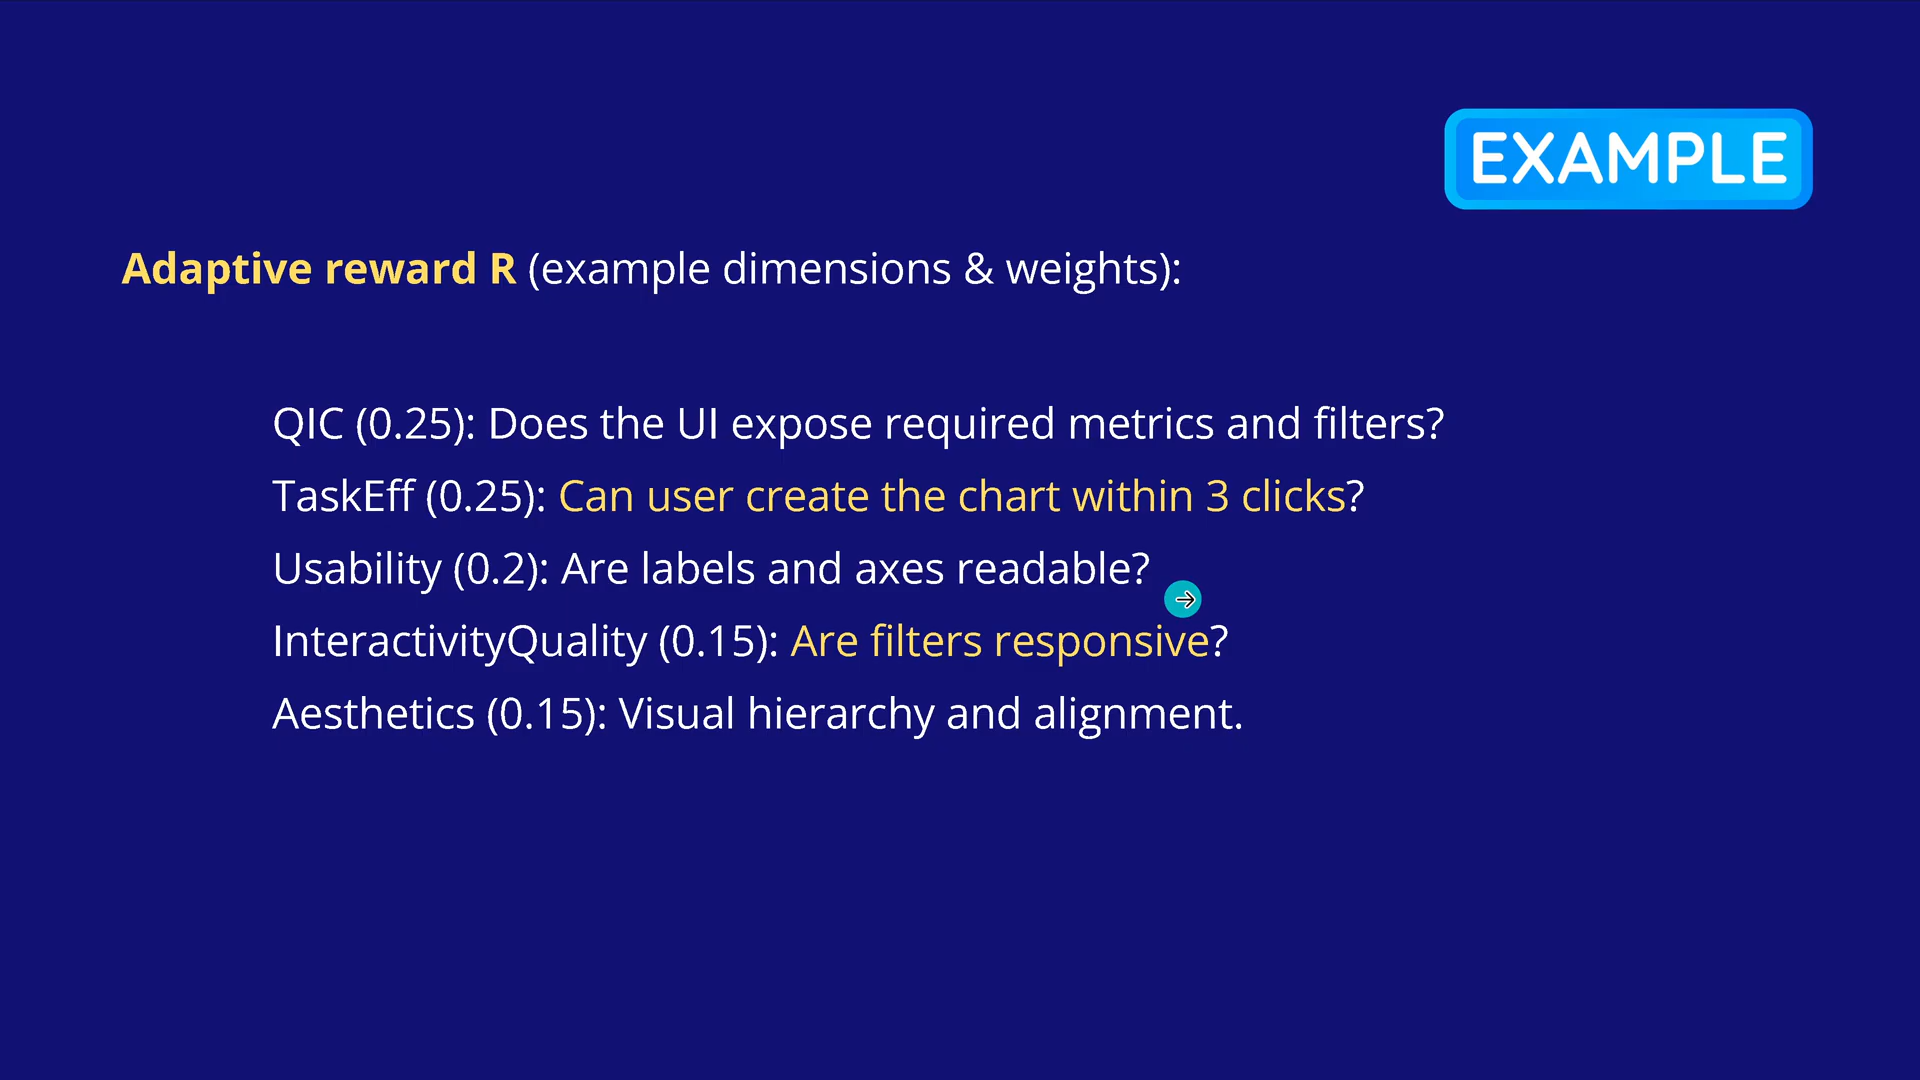 EXAMPLE
Adaptive reward R (example dimensions & weights):
QIC (0.25): Does the UI expose required metrics and filters?
TaskEff (0.25): Can user create the chart within 3 clicks?
Usability (0.2): Are labels and axes readable?
InteractivityQuality (0.15): Are filters responsive?
Aesthetics (0.15): Visual hierarchy and alignment.